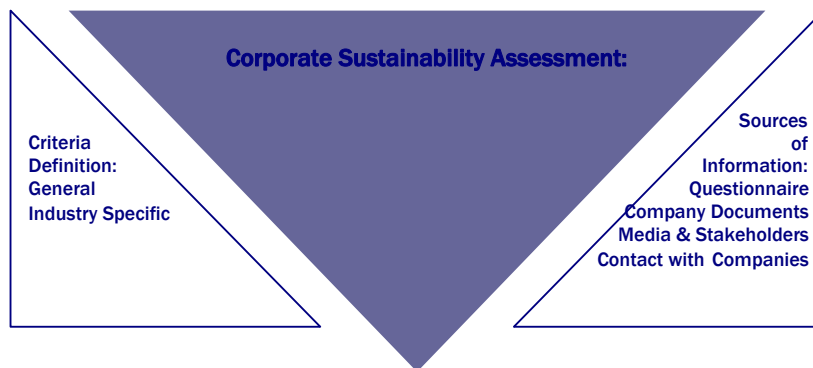 Corporate Sustainability Assessment:
Criteria
Definition:
General
Industry Specific
Sources
of
Information:
Questionnaire
Company Documents
Media & Stakeholders
Contact with Companies